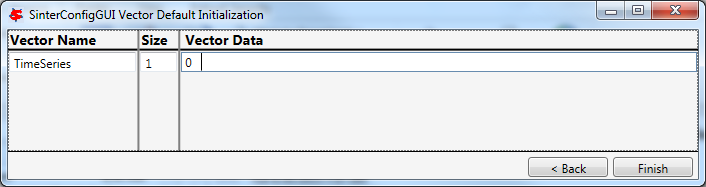 SinterConfigGUI Vector Default Initialization
Vector Name Size Vector Data
TimeSeries 1 0
< Back Finish